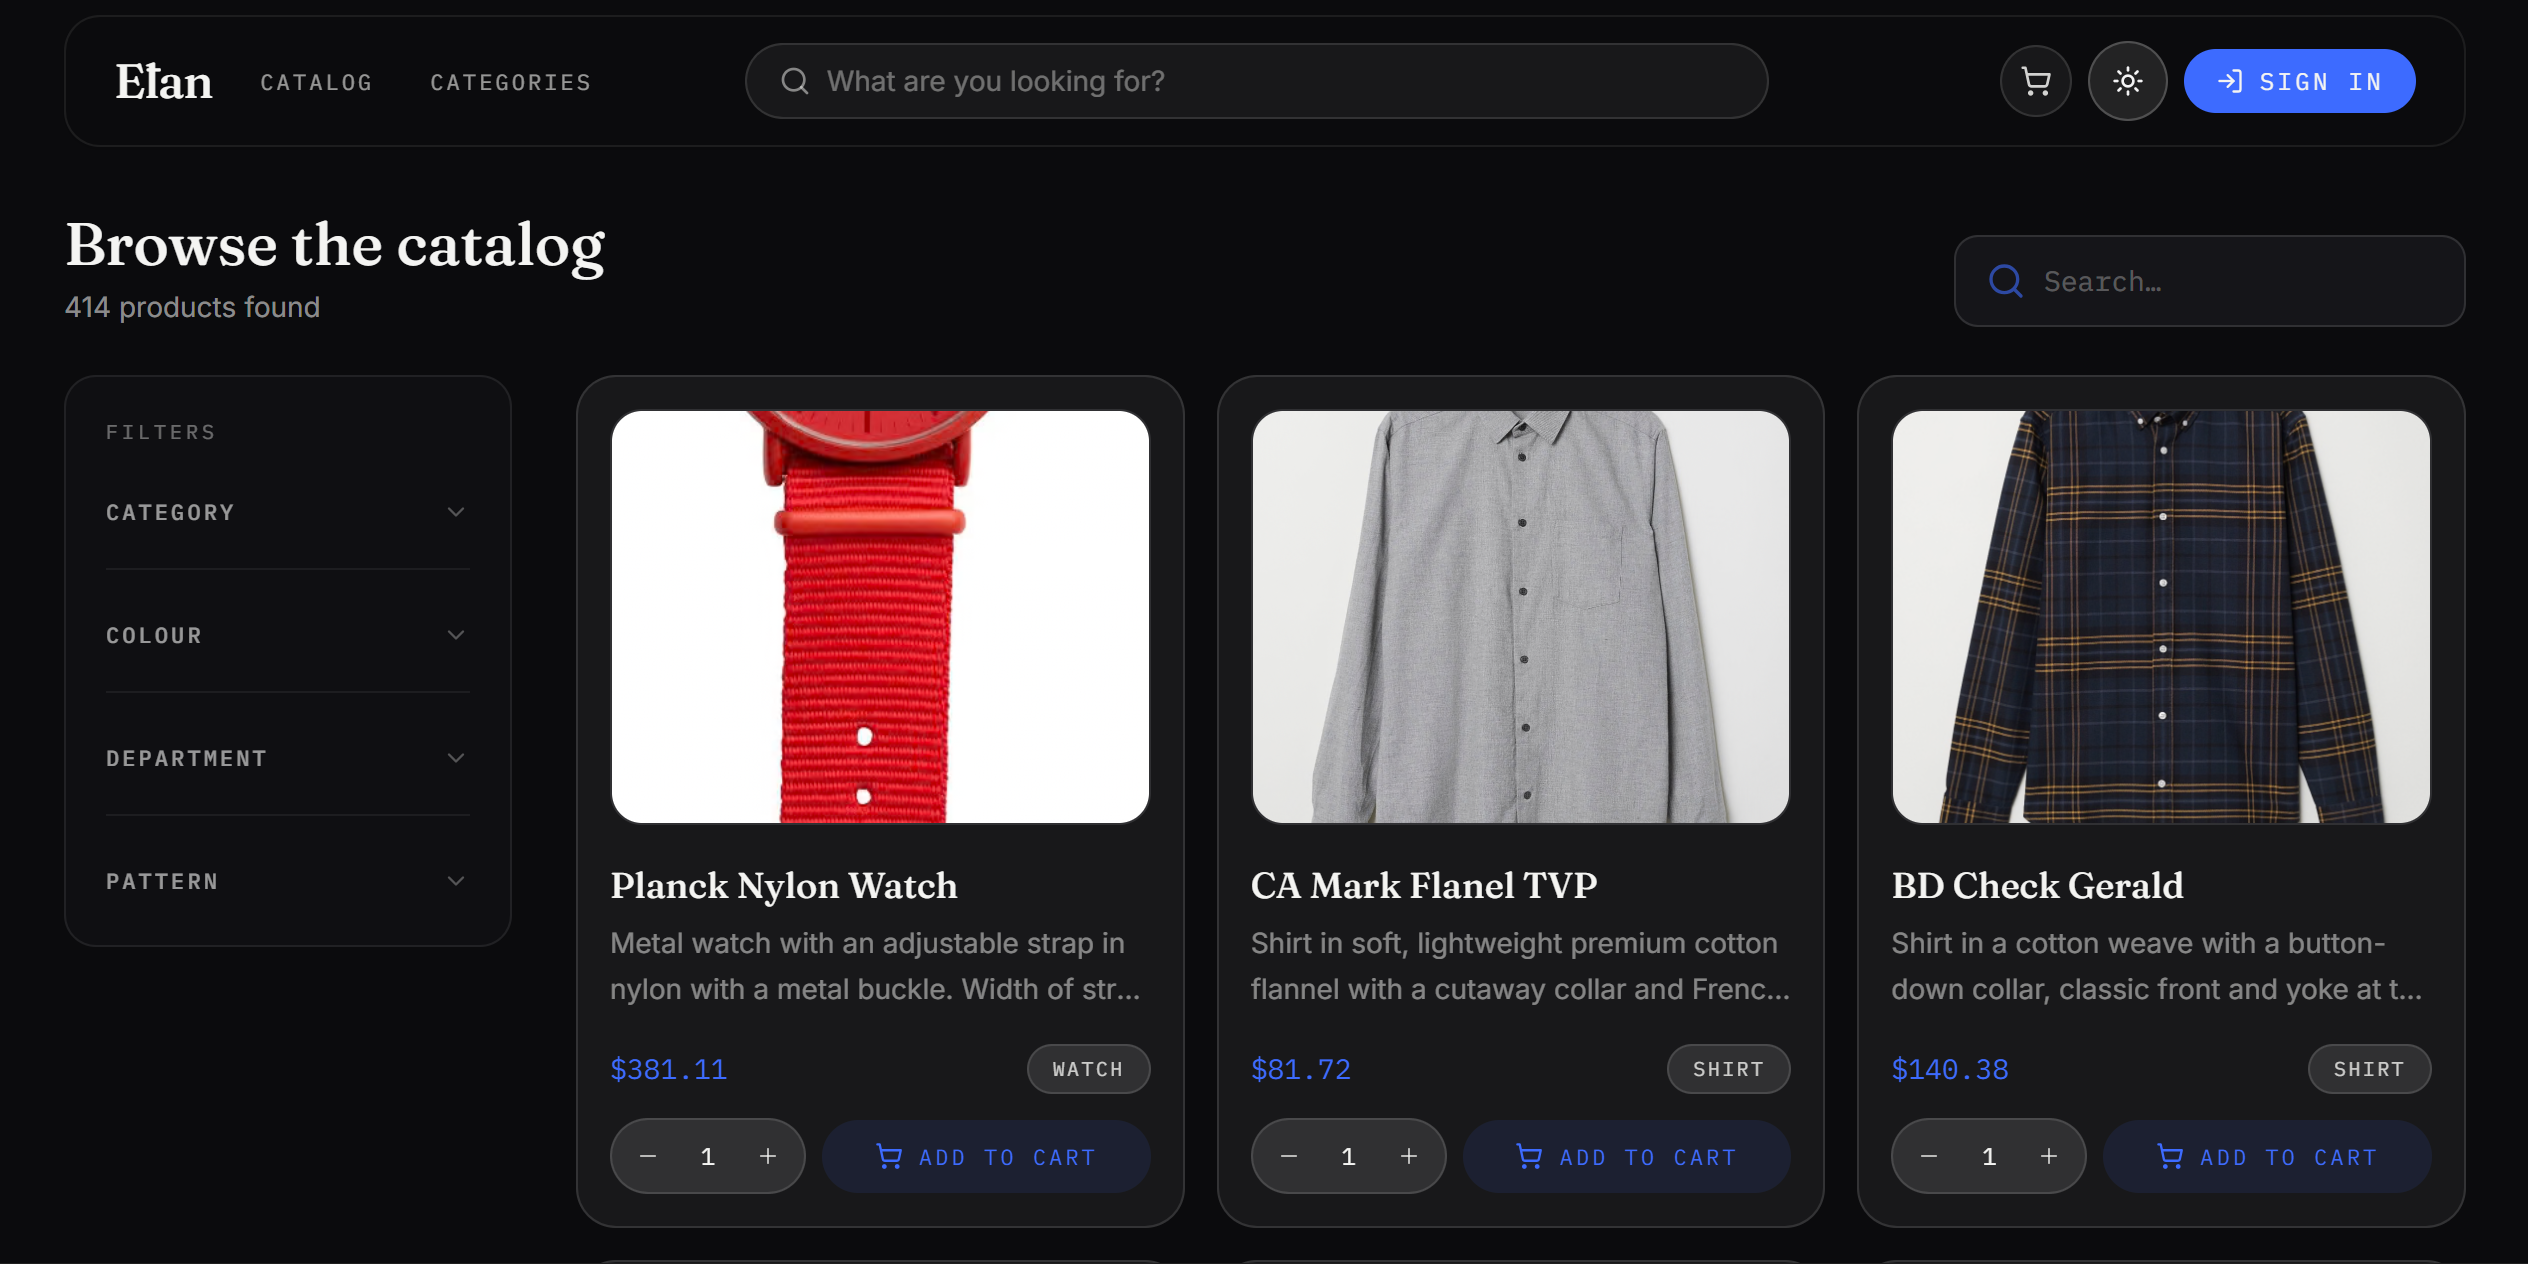 Elan
CATALOG
CATEGORIES
What are you looking for?
SIGN IN
Browse the catalog
414 products found
Search…
FILTERS
CATEGORY
COLOUR
DEPARTMENT
PATTERN
Planck Nylon Watch
Metal watch with an adjustable strap in
nylon with a metal buckle. Width of str…
$381.11
WATCH
1
ADD TO CART
CA Mark Flanel TVP
Shirt in soft, lightweight premium cotton
flannel with a cutaway collar and Frenc…
$81.72
SHIRT
1
ADD TO CART
BD Check Gerald
Shirt in a cotton weave with a button-
down collar, classic front and yoke at t…
$140.38
SHIRT
1
ADD TO CART